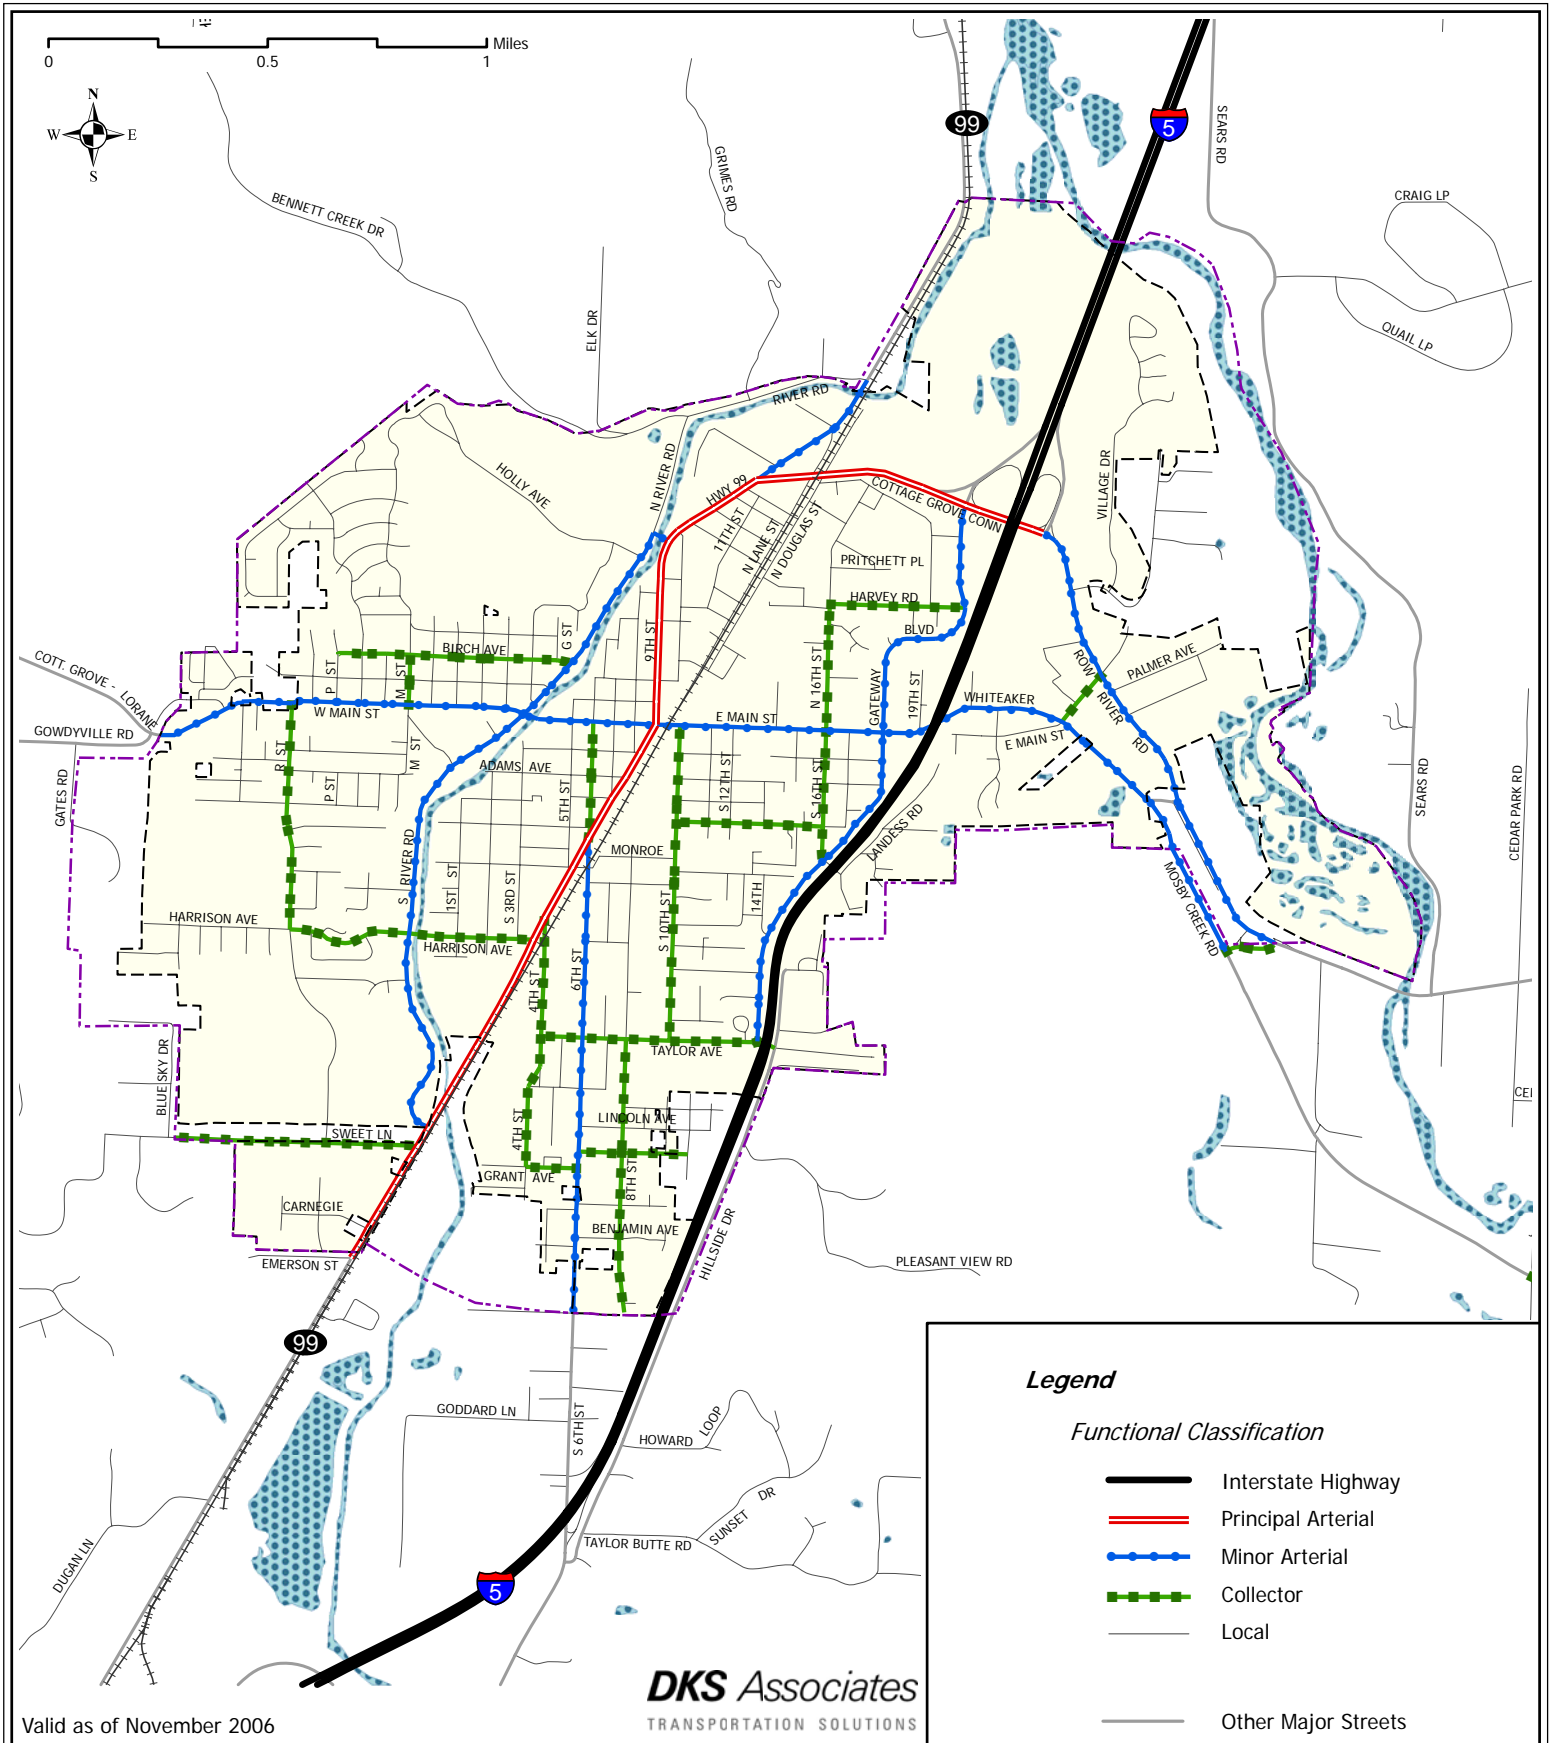 Miles
0 0.5 1
N
W E
S
99
5
SEARS RD
GRIMES RD
BENNETT CREEK DR
CRAIG LP
ELK DR
QUAIL LP
RIVER RD
HOLLY AVE
N RIVER RD
HWY 99
COTTAGE GROVE CONN
VILLAGE DR
11TH ST
N LANE ST
N DOUGLAS ST
PRITCHETT PL
HARVEY RD
BLVD
G ST
9TH ST
BIRCH AVE
COTT. GROVE - LORANE
P ST
M ST
N 16TH ST
GATEWAY
19TH ST
WHITEAKER
ROW RIVER RD
PALMER AVE
W MAIN ST
E MAIN ST
E MAIN ST
GOWDYVILLE RD
R ST
M ST
ADAMS AVE
GATES RD
P ST
5TH ST
S 12TH ST
S 16TH ST
SEARS RD
CEDAR PARK RD
LANDESS RD
S RIVER RD
MONROE
1ST ST
S 3RD ST
14TH
MOSBY CREEK RD
HARRISON AVE
HARRISON AVE
S 10TH ST
4TH ST
6TH ST
TAYLOR AVE
BLUE SKY DR
CEI
LINCOLN AVE
SWEET LN
4TH ST
GRANT AVE
8TH ST
CARNEGIE
BENJAMIN AVE
HILLSIDE DR
EMERSON ST
PLEASANT VIEW RD
99
GODDARD LN
S 6TH ST
HOWARD LOOP
SUNSET DR
TAYLOR BUTTE RD
DUGAN LN
5
Legend
Functional Classification
Interstate Highway
Principal Arterial
Minor Arterial
Collector
Local
Other Major Streets
DKS Associates
TRANSPORTATION SOLUTIONS
Valid as of November 2006